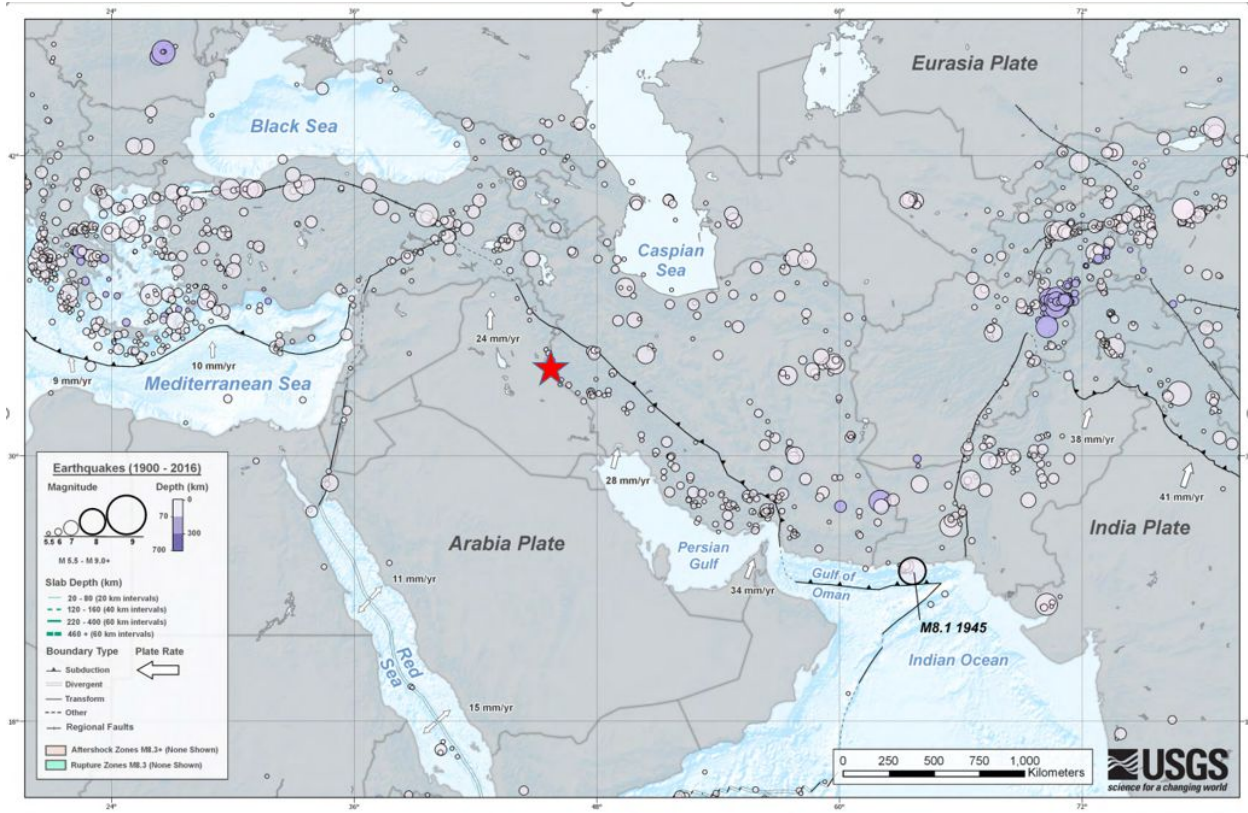 24°
36°
48°
60°
72°
Eurasia Plate
Black Sea
42°
Caspian
Sea
24 mm/yr
10 mm/yr
9 mm/yr
Mediterranean Sea
38 mm/yr
30°
28 mm/yr
41 mm/yr
India Plate
Arabia Plate
Persian
Gulf
Gulf of
Oman
34 mm/yr
11 mm/yr
M8.1 1945
Red
Sea
Indian Ocean
15 mm/yr
18°
Earthquakes (1900 - 2016)
Magnitude
Depth (km)
0
70
300
700
5.5 6 7 8 9
M 5.5 - M 9.0+
Slab Depth (km)
20 - 80 (20 km intervals)
120 - 160 (40 km intervals)
220 - 400 (60 km intervals)
460 + (60 km intervals)
Boundary Type Plate Rate
Subduction
Divergent
Transform
Other
Regional Faults
Aftershock Zones M8.3+ (None Shown)
Rupture Zones M8.3 (None Shown)
0 250 500 750 1,000
Kilometers
USGS
science for a changing world
24°
36°
48°
60°
72°